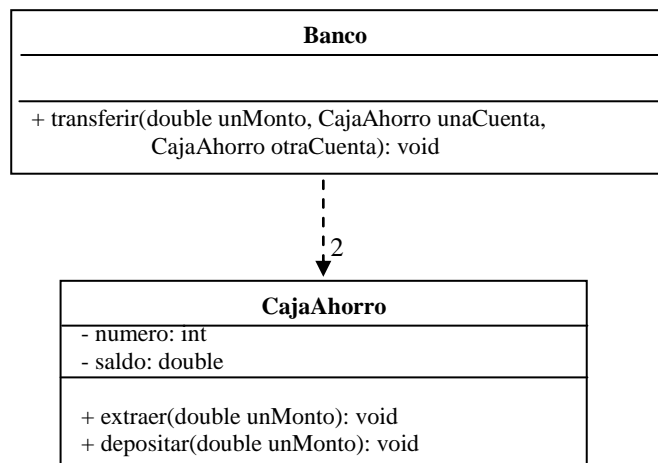 Banco
+ transferir(double unMonto, CajaAhorro unaCuenta,
CajaAhorro otraCuenta): void
2
CajaAhorro
- numero: int
- saldo: double
+ extraer(double unMonto): void
+ depositar(double unMonto): void